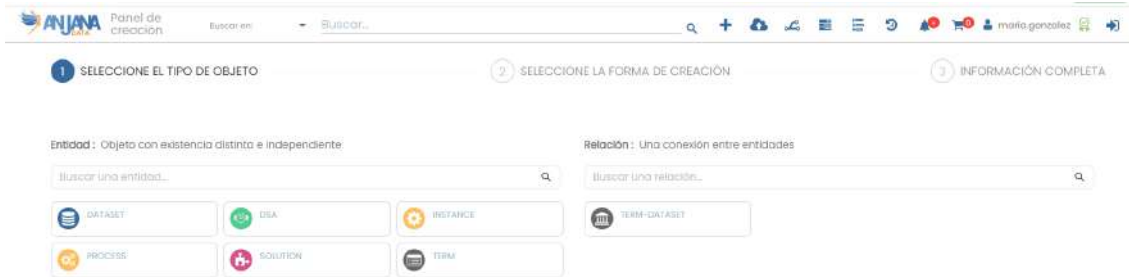 ANJANA
DATA
Panel de
creación
Buscar en:
Buscar...
maria.gonzalez
1 SELECCIONE EL TIPO DE OBJETO
2 SELECCIONE LA FORMA DE CREACIÓN
3 INFORMACIÓN COMPLETA
Entidad : Objeto con existencia distinta e independiente
Relación : Una conexión entre entidades
Buscar una entidad...
Buscar una relación...
DATASET
DSA
INSTANCE
TERM-DATASET
PROCESS
SOLUTION
TERM